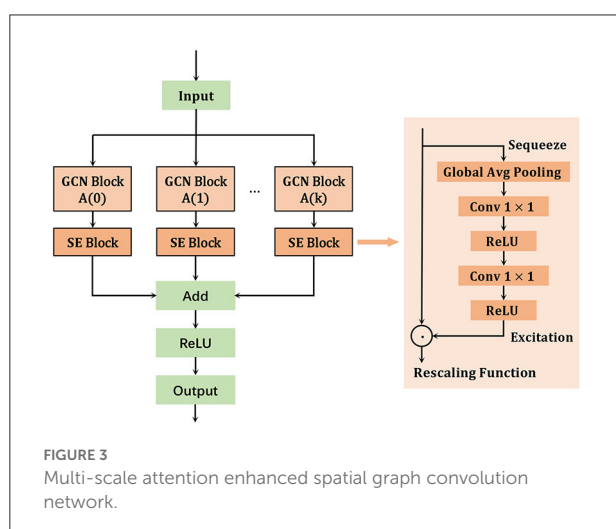 Input
GCN Block
A(0)
GCN Block
A(1)
...
GCN Block
A(k)
SE Block
SE Block
SE Block
Add
ReLU
Output
Sequeeze
Global Avg Pooling
Conv 1 × 1
ReLU
Conv 1 × 1
ReLU
Excitation
Rescaling Function
FIGURE 3
Multi-scale attention enhanced spatial graph convolution
network.